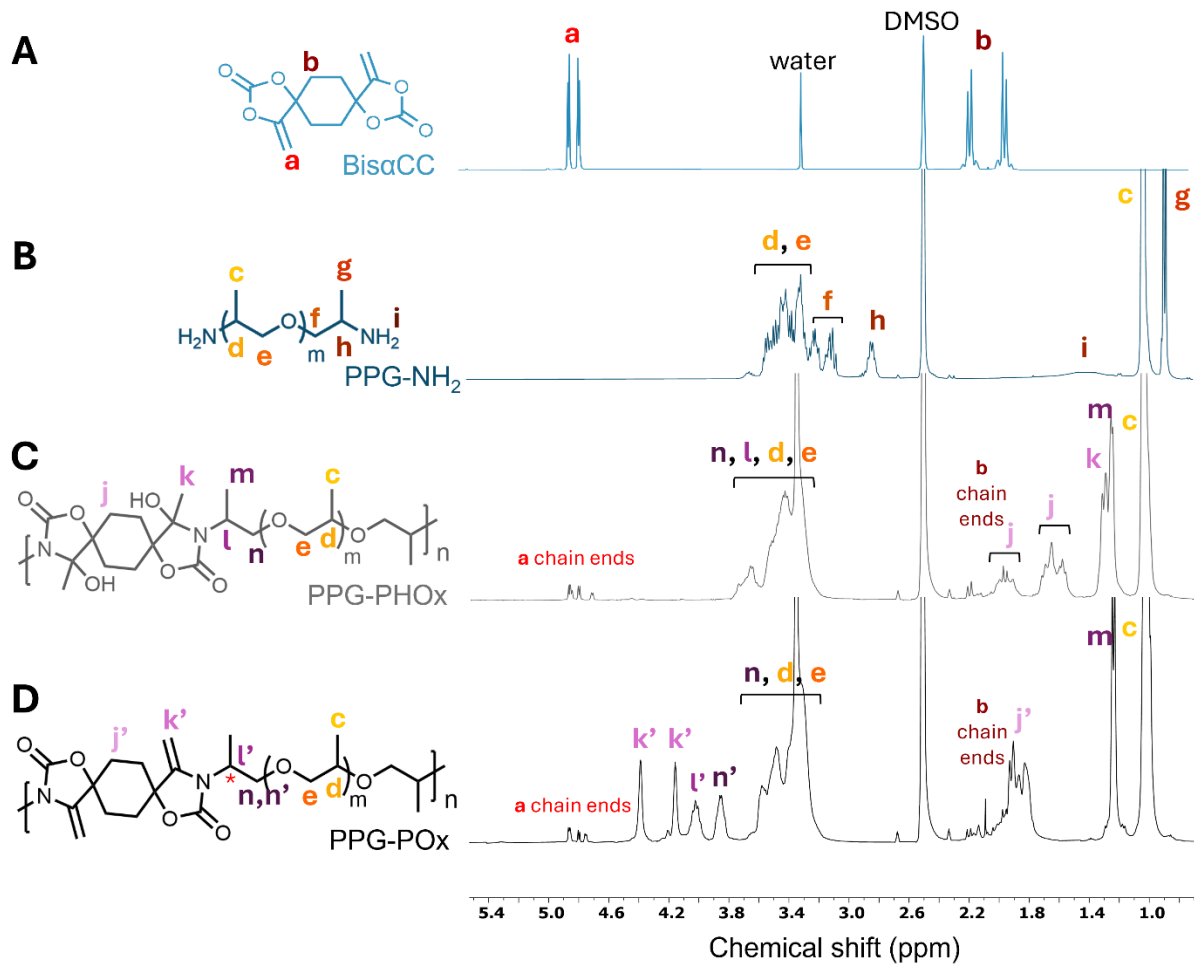 A
a
b
DMSO
water
b
O
O
O
O
O
O
a
BisαCC
B
c
g
H₂N
(
O
)
m
f
i
NH₂
d
e
h
PPG-NH₂
d, e
f
h
i
c
g
C
j
k
m
c
HO
O
O
N
N
OH
O
O
l
n
(
O
e
d
)
m
O
]
n
PPG-PHOx
n, l, d, e
a chain ends
b
chain
ends
j
j
k
m
c
D
j'
k'
c
l'
*
O
O
N
N
O
O
n,n'
(
O
e
d
)
m
O
]
n
PPG-POx
k'
k'
l'
n'
n, d, e
a chain ends
b
chain
ends
j'
m
c
5.4 5.0 4.6 4.2 3.8 3.4 3.0 2.6 2.2 1.8 1.4 1.0
Chemical shift (ppm)